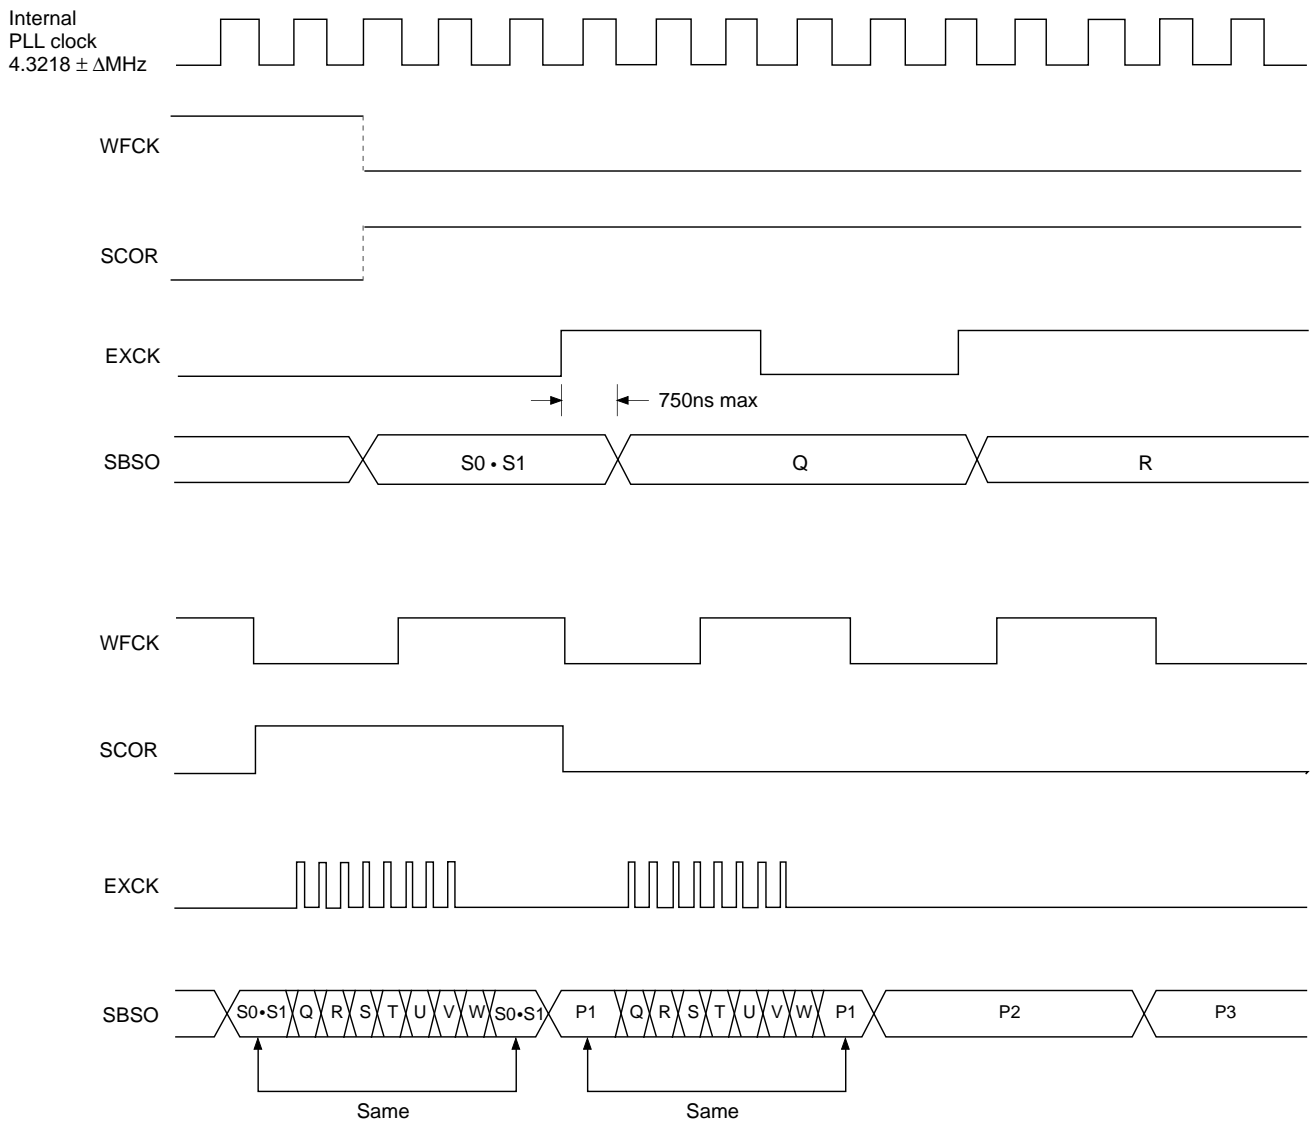 Internal
PLL clock
4.3218 ± ΔMHz
WFCK
SCOR
EXCK
750ns max
SBSO
S0 • S1
Q
R
WFCK
SCOR
EXCK
SBSO
S0•S1
Q
R
S
T
U
V
W
S0•S1
P1
Q
R
S
T
U
V
W
P1
P2
P3
Same
Same